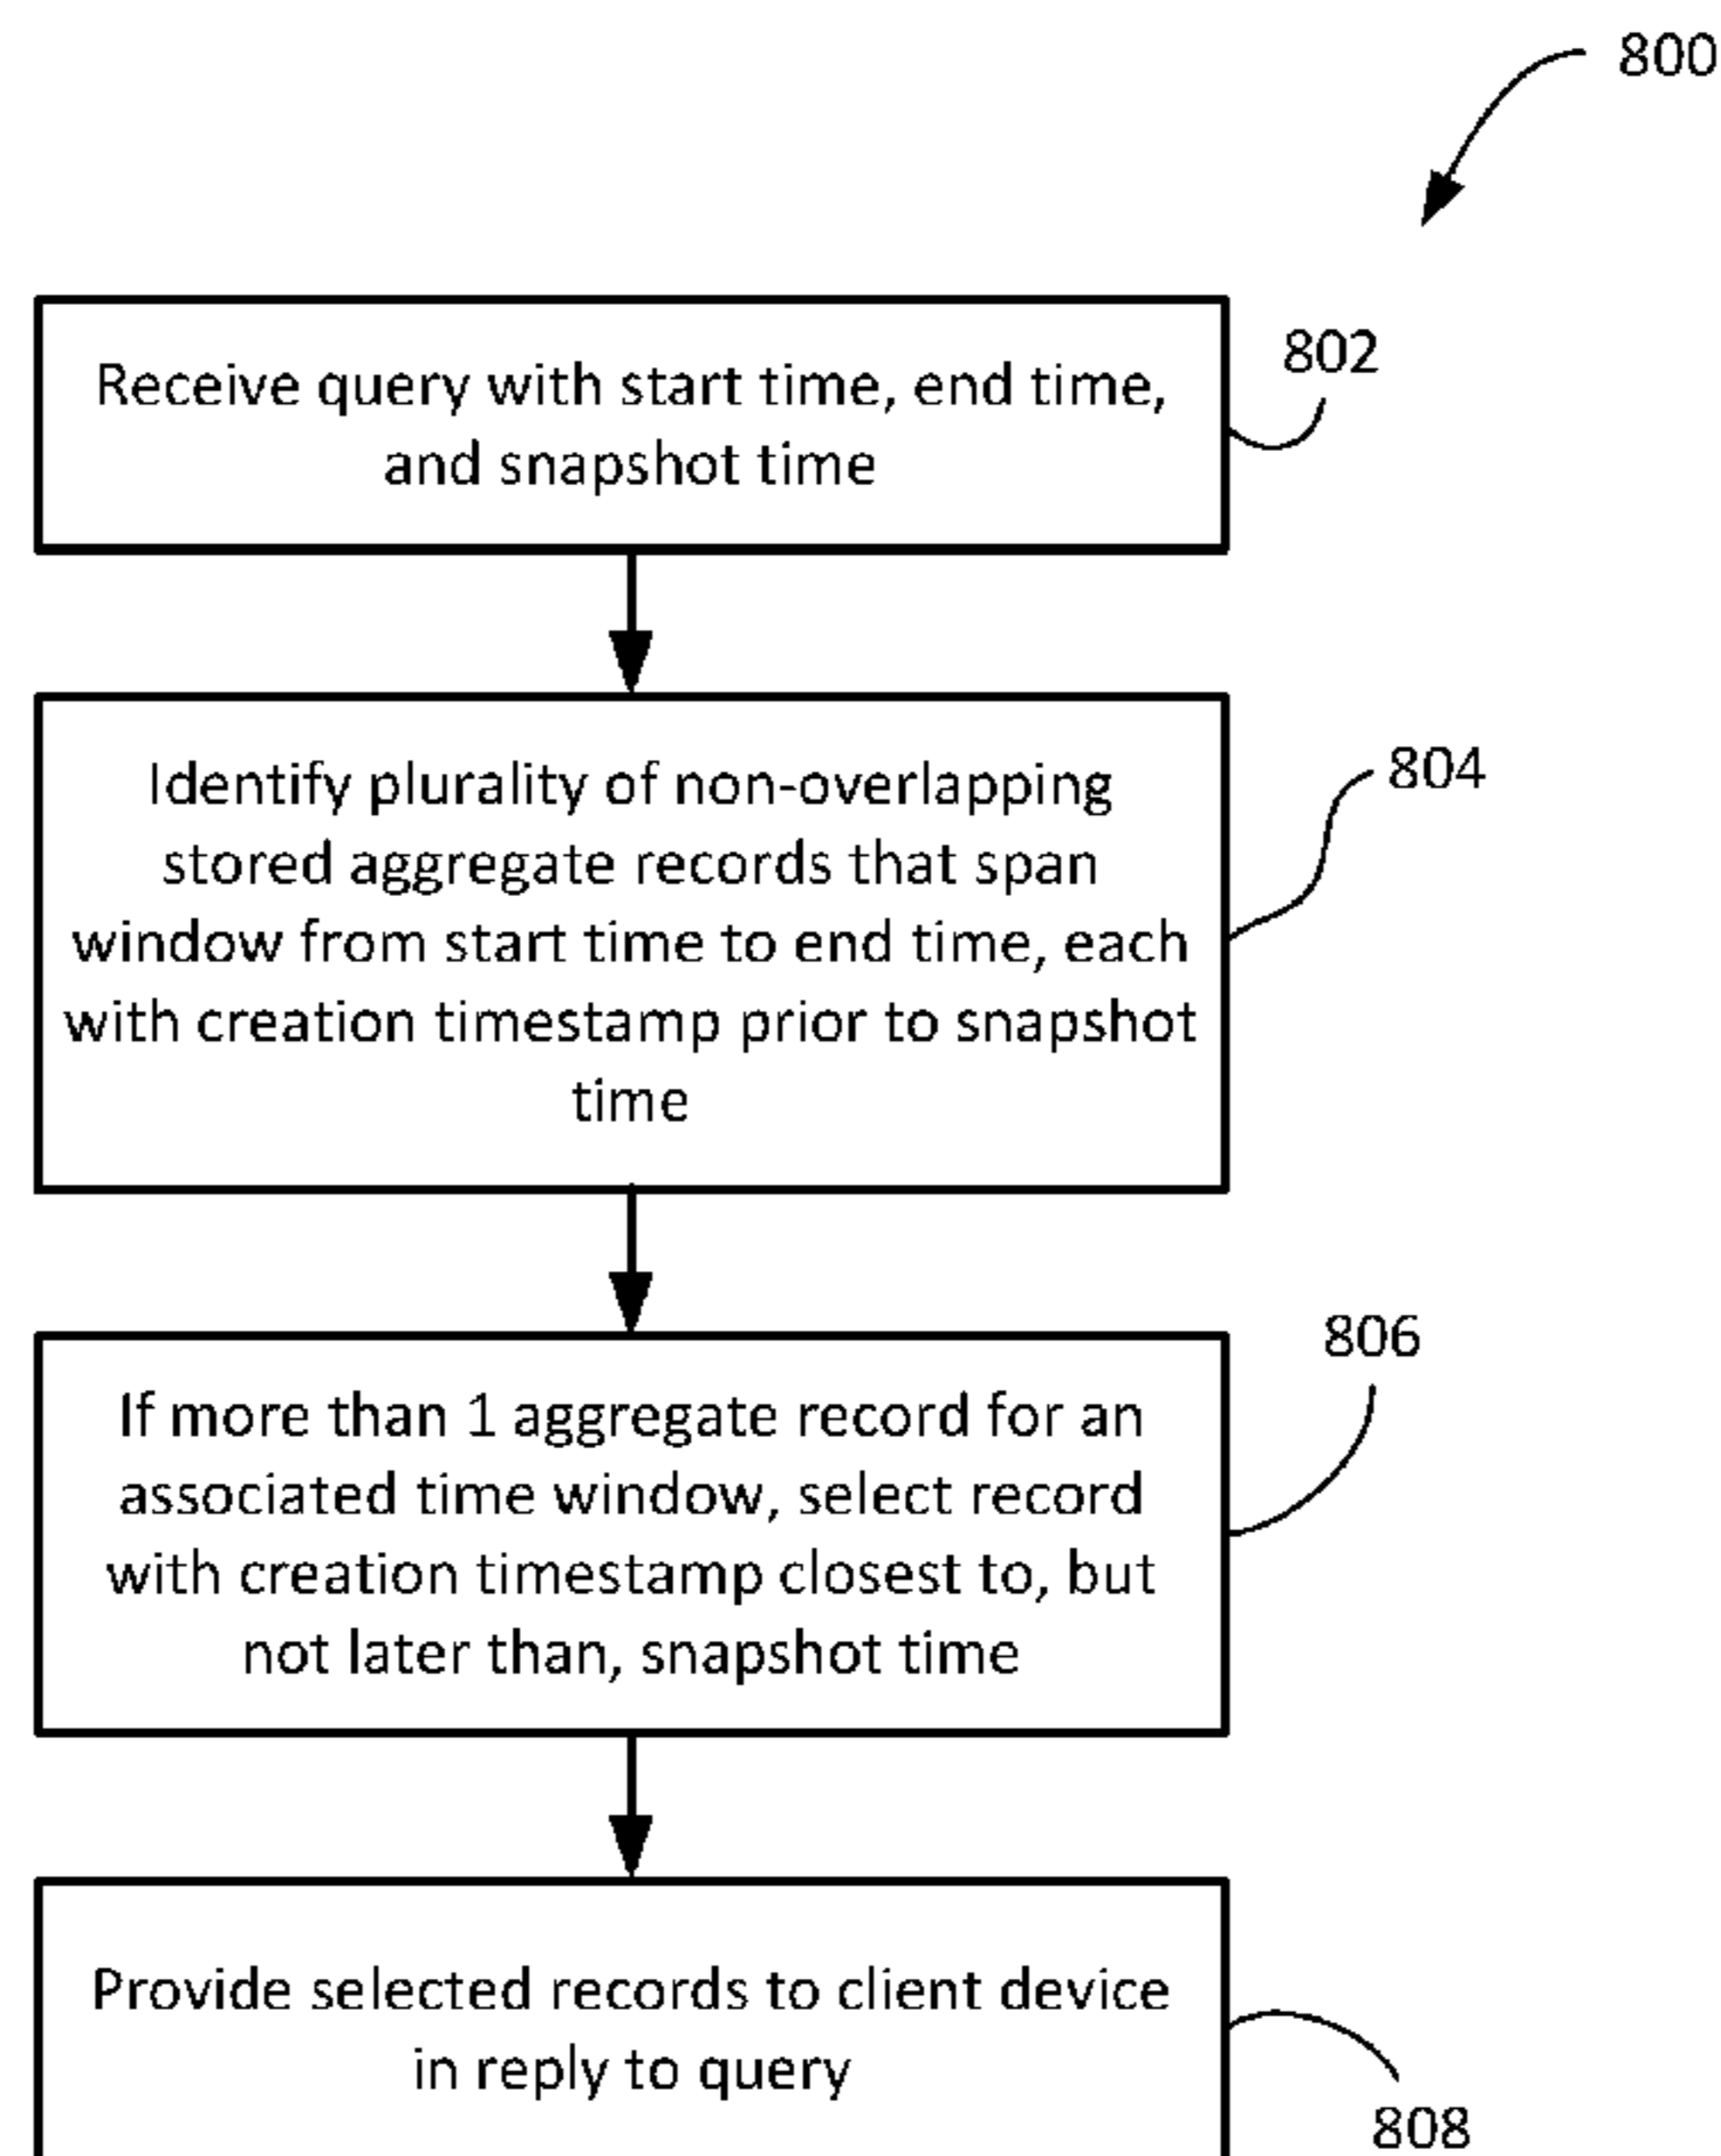 800
Receive query with start time, end time,
and snapshot time
802
Identify plurality of non-overlapping
stored aggregate records that span
window from start time to end time, each
with creation timestamp prior to snapshot
time
804
If more than 1 aggregate record for an
associated time window, select record
with creation timestamp closest to, but
not later than, snapshot time
806
Provide selected records to client device
in reply to query
808